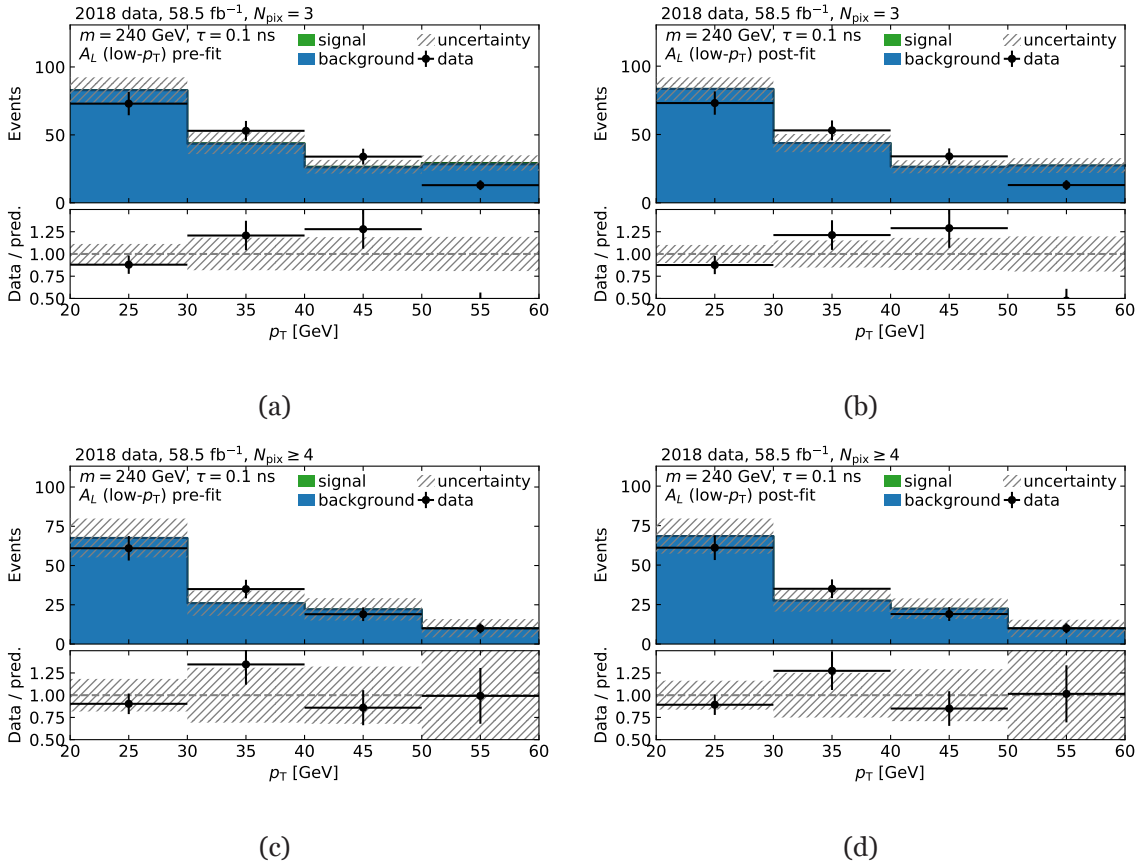 2018 data, 58.5 fb⁻¹, N_pix = 3
m = 240 GeV, τ = 0.1 ns
A_L (low-p_T) pre-fit
signal
background
uncertainty
data
Events
100
50
0
Data / pred.
1.25
1.00
0.75
0.50
20 25 30 35 40 45 50 55 60
p_T [GeV]
(a)
2018 data, 58.5 fb⁻¹, N_pix = 3
m = 240 GeV, τ = 0.1 ns
A_L (low-p_T) post-fit
signal
background
uncertainty
data
Events
100
50
0
Data / pred.
1.25
1.00
0.75
0.50
20 25 30 35 40 45 50 55 60
p_T [GeV]
(b)
2018 data, 58.5 fb⁻¹, N_pix ≥ 4
m = 240 GeV, τ = 0.1 ns
A_L (low-p_T) pre-fit
signal
background
uncertainty
data
Events
100
75
50
25
0
Data / pred.
1.25
1.00
0.75
0.50
20 25 30 35 40 45 50 55 60
p_T [GeV]
(c)
2018 data, 58.5 fb⁻¹, N_pix ≥ 4
m = 240 GeV, τ = 0.1 ns
A_L (low-p_T) post-fit
signal
background
uncertainty
data
Events
100
75
50
25
0
Data / pred.
1.25
1.00
0.75
0.50
20 25 30 35 40 45 50 55 60
p_T [GeV]
(d)